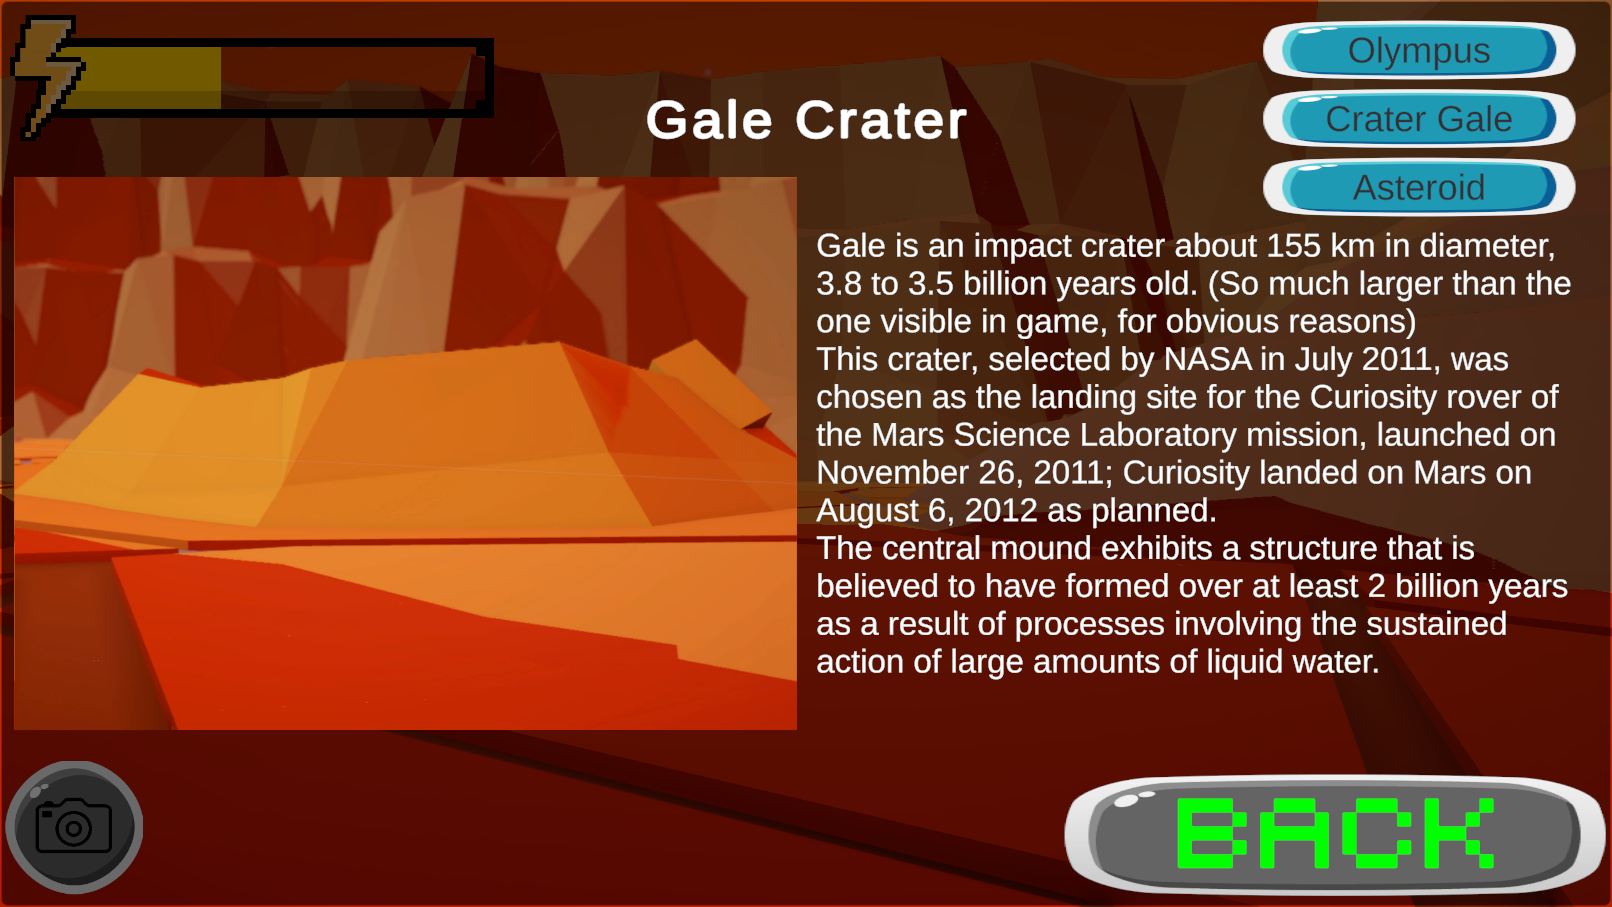 Olympus
Gale Crater
Crater Gale
Asteroid
Gale is an impact crater about 155 km in diameter,
3.8 to 3.5 billion years old. (So much larger than the
one visible in game, for obvious reasons)
This crater, selected by NASA in July 2011, was
chosen as the landing site for the Curiosity rover of
the Mars Science Laboratory mission, launched on
November 26, 2011; Curiosity landed on Mars on
August 6, 2012 as planned.
The central mound exhibits a structure that is
believed to have formed over at least 2 billion years
as a result of processes involving the sustained
action of large amounts of liquid water.
BACK